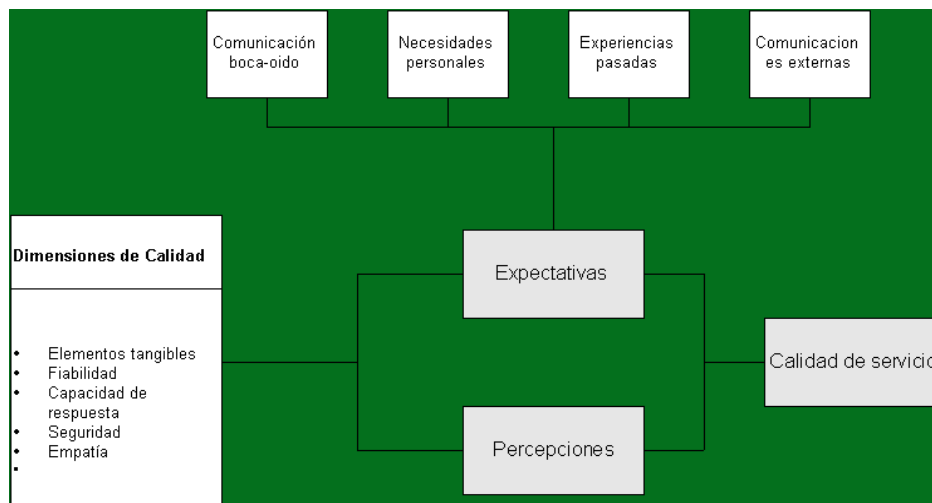 Comunicación
boca-oido
Necesidades
personales
Experiencias
pasadas
Comunicacion
es externas
Dimensiones de Calidad
• Elementos tangibles
• Fiabilidad
• Capacidad de
respuesta
• Seguridad
• Empatía
•
Expectativas
Percepciones
Calidad de servicio